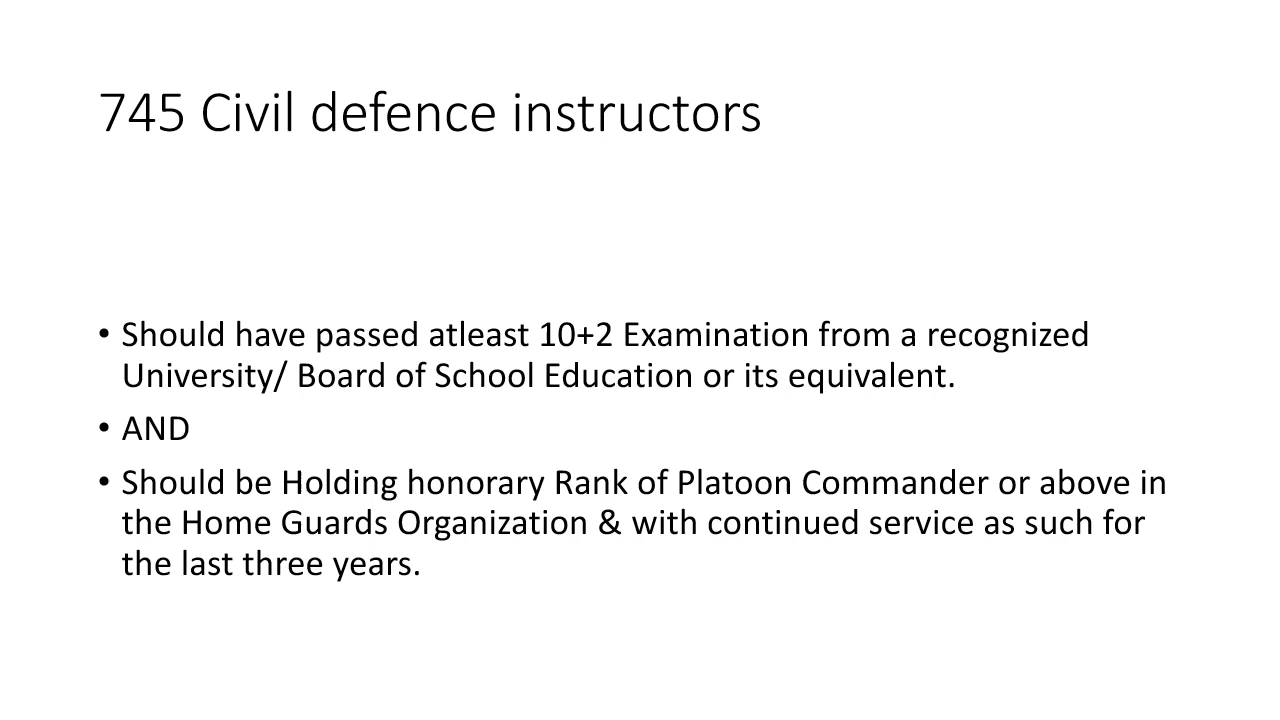 745 Civil defence instructors
• Should have passed atleast 10+2 Examination from a recognized
University/ Board of School Education or its equivalent.
• AND
• Should be Holding honorary Rank of Platoon Commander or above in
the Home Guards Organization & with continued service as such for
the last three years.